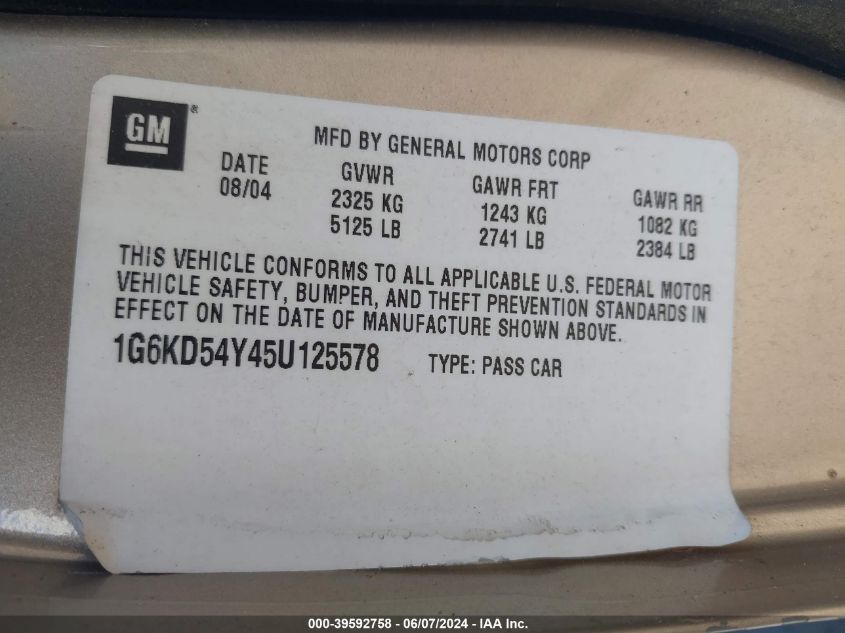 GM®
MFD BY GENERAL MOTORS CORP
DATE GVWR GAWR FRT GAWR RR
08/04 2325 KG 1243 KG 1082 KG
5125 LB 2741 LB 2384 LB
THIS VEHICLE CONFORMS TO ALL APPLICABLE U.S. FEDERAL MOTOR
VEHICLE SAFETY, BUMPER, AND THEFT PREVENTION STANDARDS IN
EFFECT ON THE DATE OF MANUFACTURE SHOWN ABOVE.
1G6KD54Y45U125578 TYPE: PASS CAR
000-39592758 - 06/07/2024 - IAAI Inc.